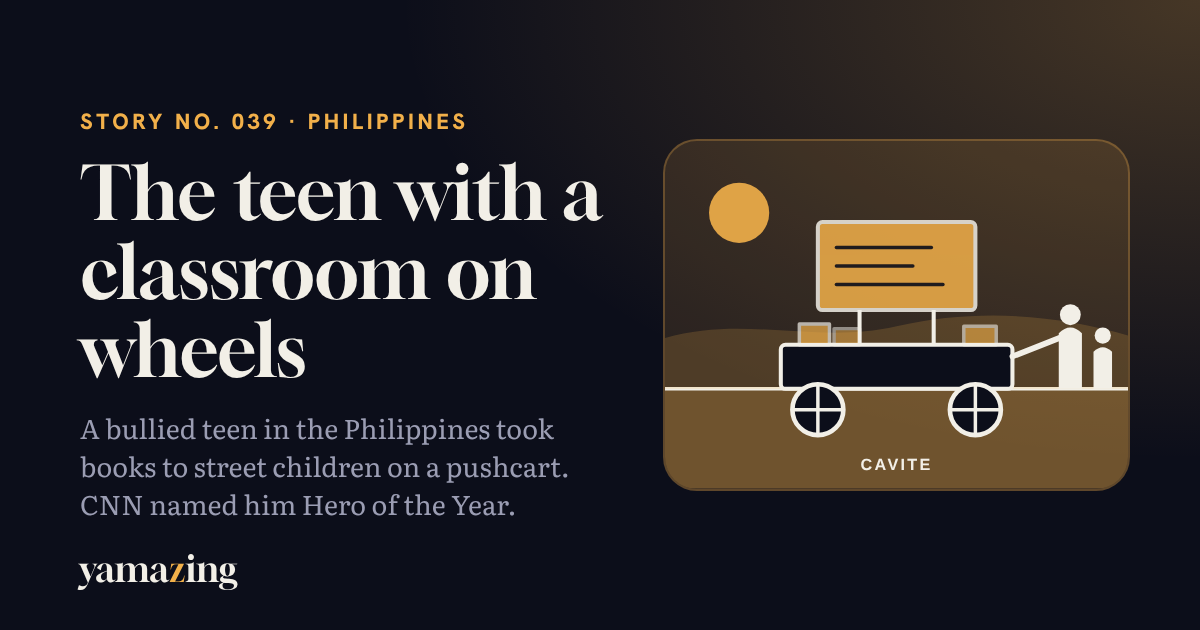 STORY NO. 039 · PHILIPPINES
The teen with a
classroom on
wheels
A bullied teen in the Philippines took
books to street children on a pushcart.
CNN named him Hero of the Year.
yamazing
CAVITE